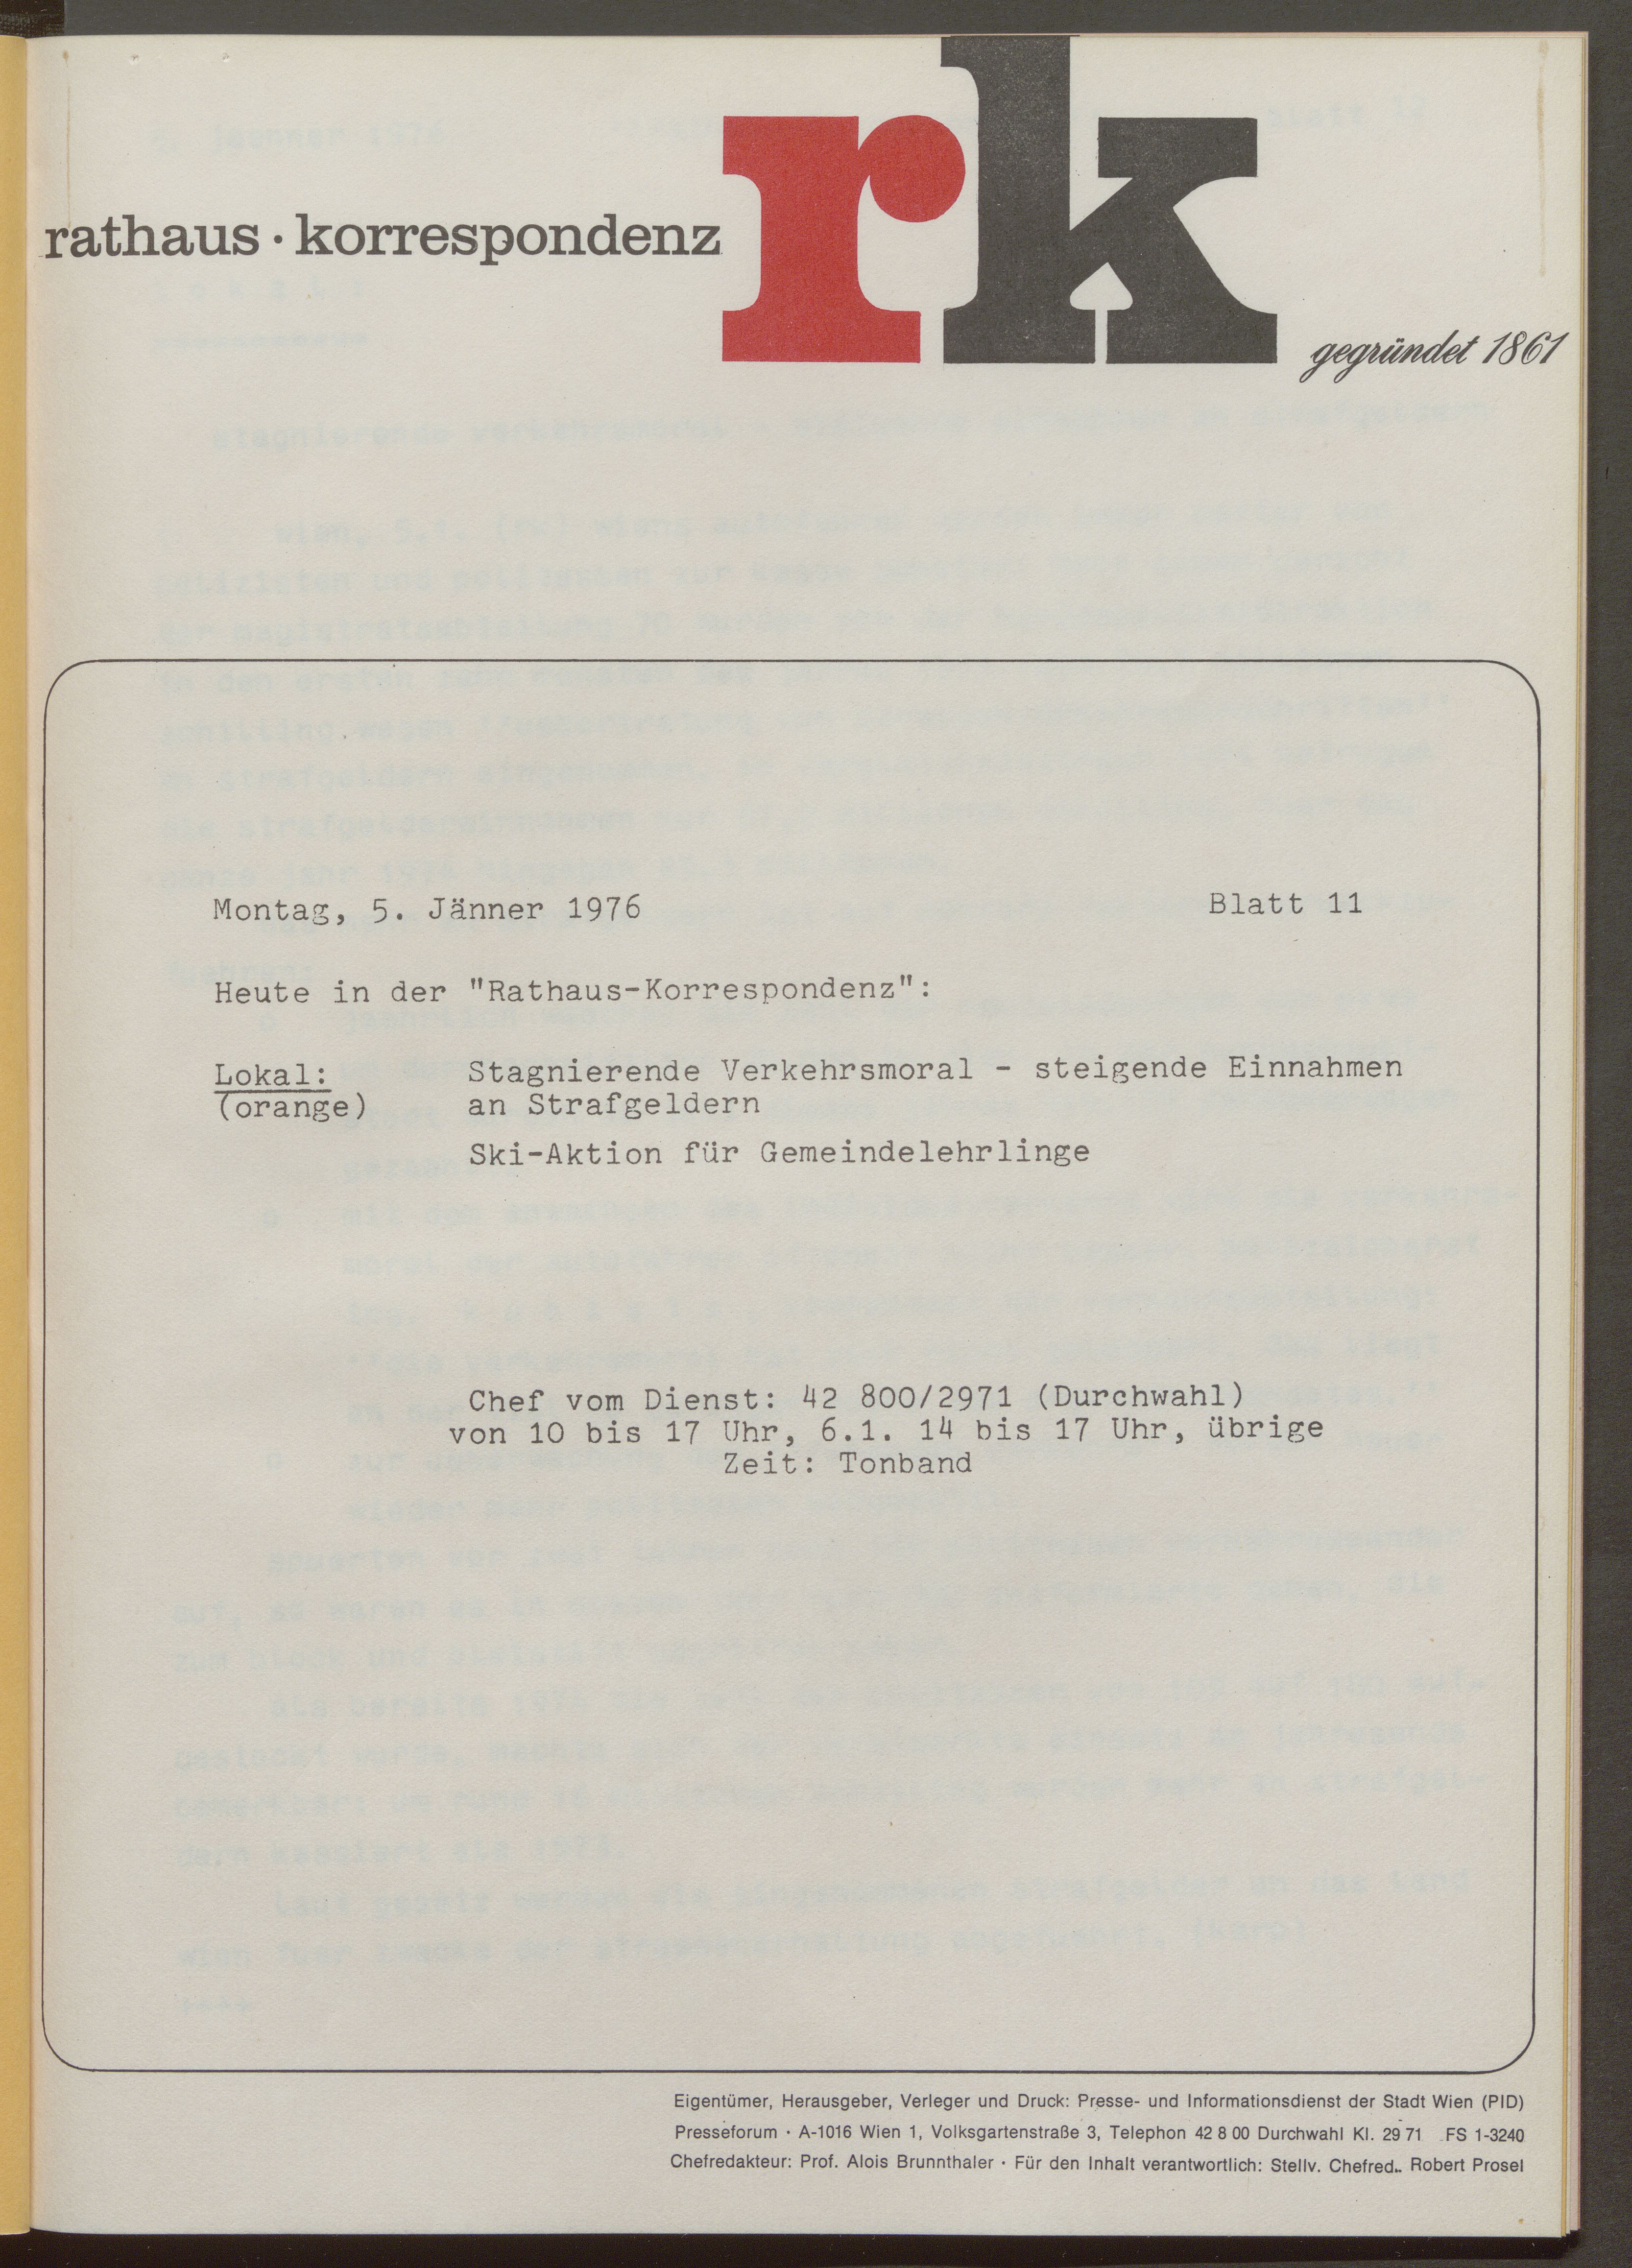 rathaus · korrespondenz
rk
gegründet 1861
Montag, 5. Jänner 1976 Blatt 11
Heute in der "Rathaus-Korrespondenz":
Lokal: Stagnierende Verkehrsmoral - steigende Einnahmen
(orange) an Strafgeldern
Ski-Aktion für Gemeindelehrlinge
Chef vom Dienst: 42 800/2971 (Durchwahl)
von 10 bis 17 Uhr, 6.1. 14 bis 17 Uhr, übrige
Zeit: Tonband
Eigentümer, Herausgeber, Verleger und Druck: Presse- und Informationsdienst der Stadt Wien (PID)
Presseforum · A-1016 Wien 1, Volksgartenstraße 3, Telephon 42 8 00 Durchwahl Kl. 29 71 FS 1-3240
Chefredakteur: Prof. Alois Brunnthaler · Für den Inhalt verantwortlich: Stellv. Chefred.. Robert Prosel